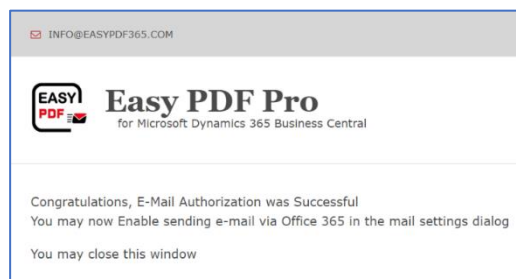 INFO@EASYPDF365.COM
EASY
PDF
Easy PDF Pro
for Microsoft Dynamics 365 Business Central
Congratulations, E-Mail Authorization was Successful
You may now Enable sending e-mail via Office 365 in the mail settings dialog
You may close this window